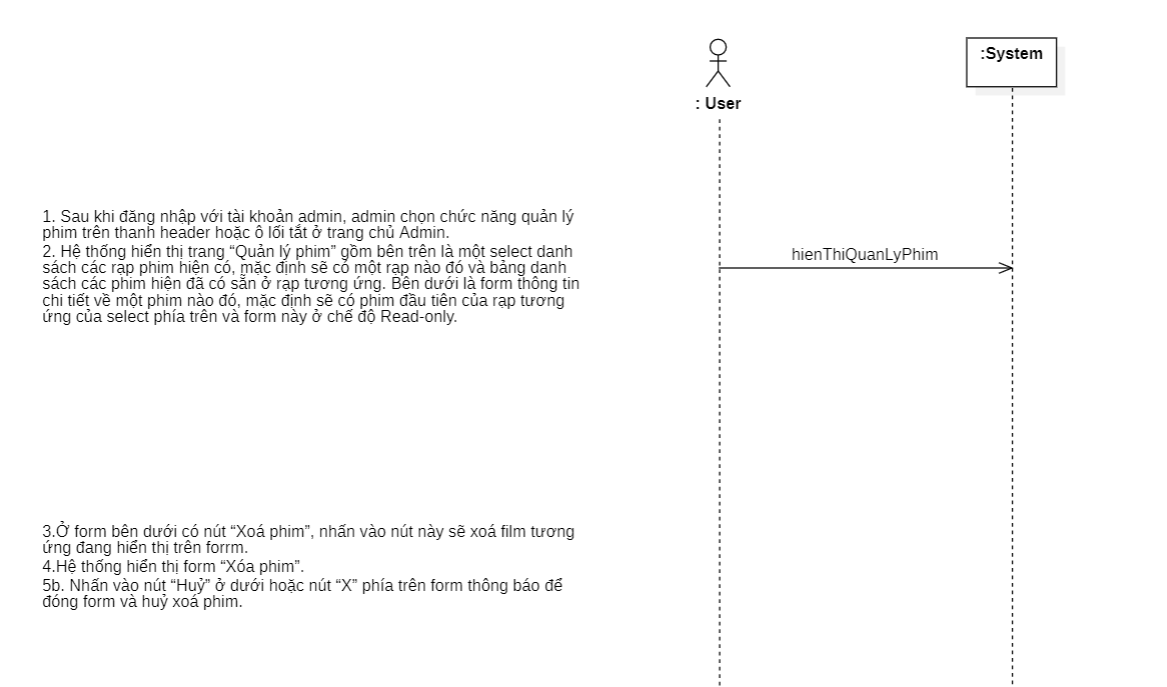 : User
:System
1. Sau khi đăng nhập với tài khoản admin, admin chọn chức năng quản lý
phim trên thanh header hoặc ô lối tắt ở trang chủ Admin.
2. Hệ thống hiển thị trang “Quản lý phim” gồm bên trên là một select danh
sách các rạp phim hiện có, mặc định sẽ có một rạp nào đó và bảng danh
sách các phim hiện đã có sẵn ở rạp tương ứng. Bên dưới là form thông tin
chi tiết về một phim nào đó, mặc định sẽ có phim đầu tiên của rạp tương
ứng của select phía trên và form này ở chế độ Read-only.
hienThiQuanLyPhim
3.Ở form bên dưới có nút “Xoá phim”, nhấn vào nút này sẽ xoá film tương
ứng đang hiển thị trên forrm.
4.Hệ thống hiển thị form “Xóa phim”.
5b. Nhấn vào nút “Huỷ” ở dưới hoặc nút “X” phía trên form thông báo để
đóng form và huỷ xoá phim.